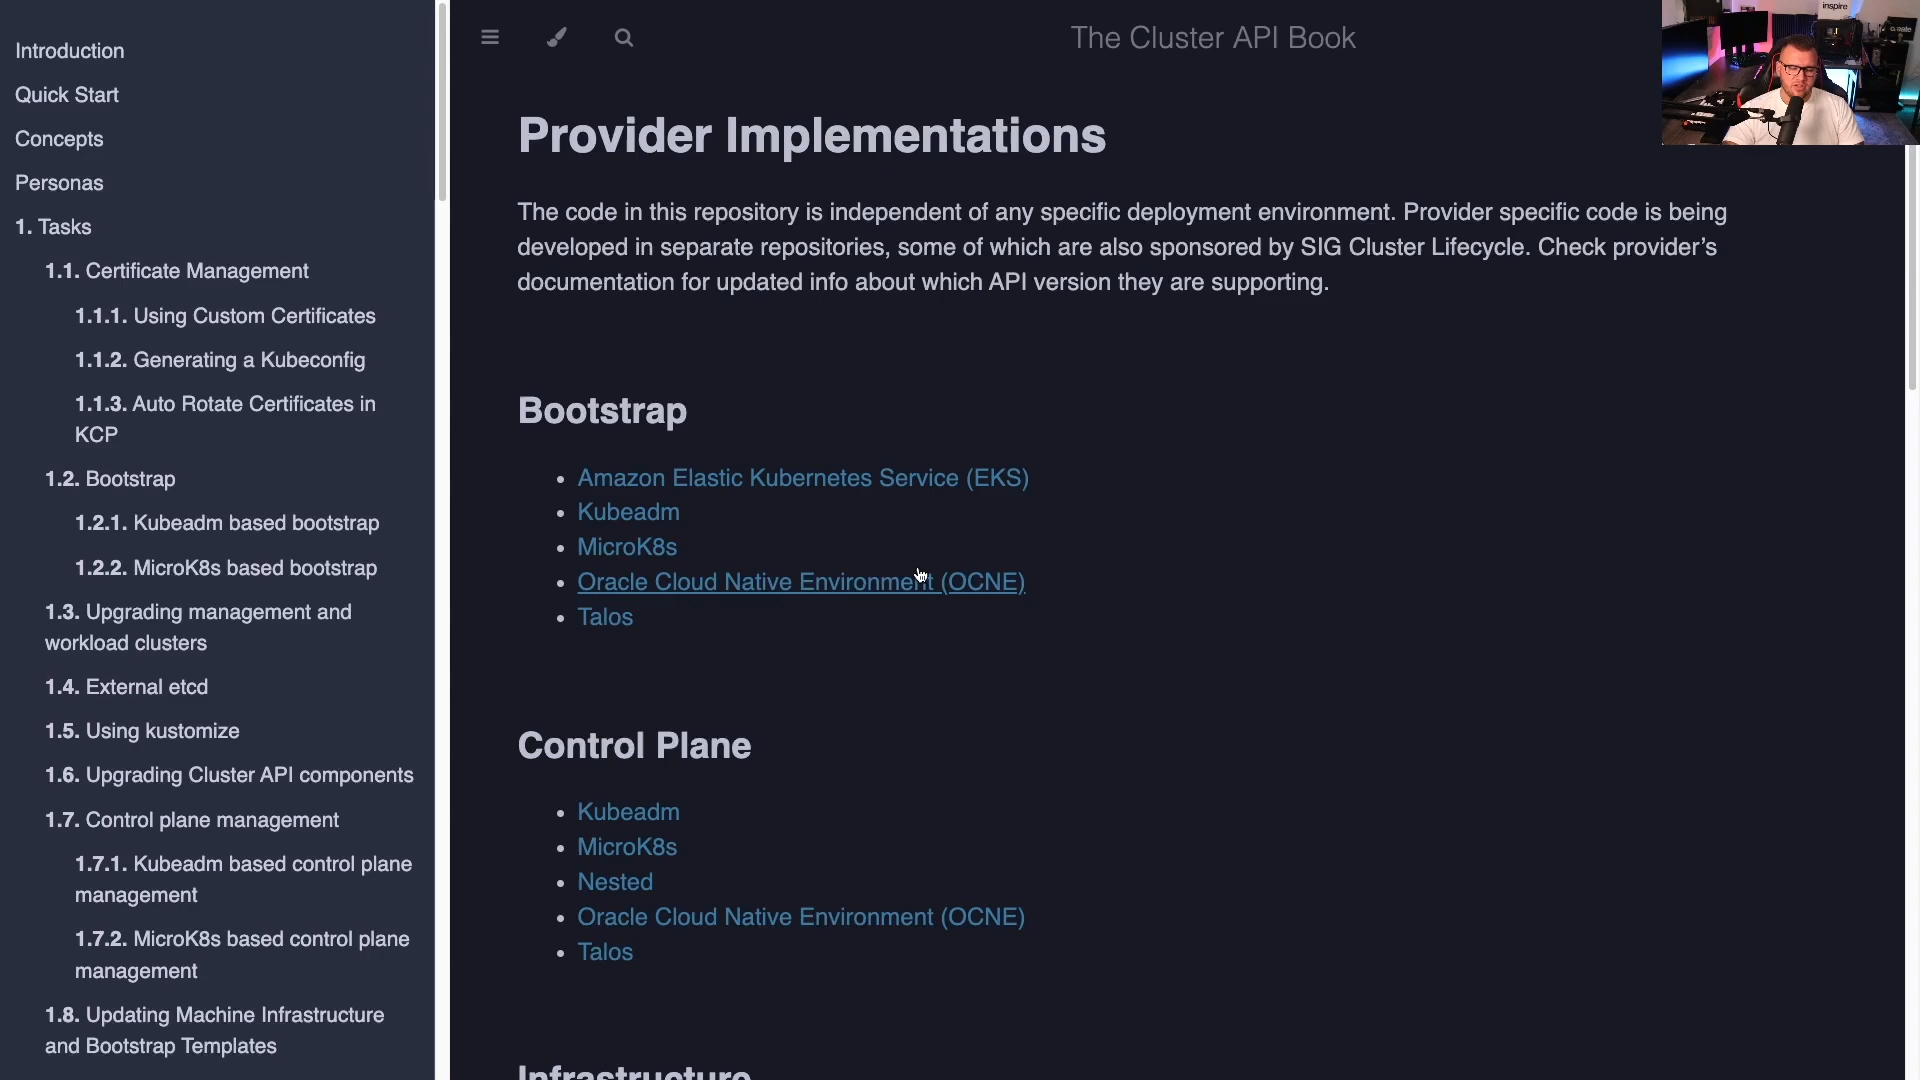 Introduction
Quick Start
Concepts
Personas
1. Tasks
1.1. Certificate Management
1.1.1. Using Custom Certificates
1.1.2. Generating a Kubeconfig
1.1.3. Auto Rotate Certificates in
KCP
1.2. Bootstrap
1.2.1. Kubeadm based bootstrap
1.2.2. MicroK8s based bootstrap
1.3. Upgrading management and
workload clusters
1.4. External etcd
1.5. Using kustomize
1.6. Upgrading Cluster API components
1.7. Control plane management
1.7.1. Kubeadm based control plane
management
1.7.2. MicroK8s based control plane
management
1.8. Updating Machine Infrastructure
and Bootstrap Templates
The Cluster API Book
inspire
create
Provider Implementations
The code in this repository is independent of any specific deployment environment. Provider specific code is being
developed in separate repositories, some of which are also sponsored by SIG Cluster Lifecycle. Check provider’s
documentation for updated info about which API version they are supporting.
Bootstrap
• Amazon Elastic Kubernetes Service (EKS)
• Kubeadm
• MicroK8s
• Oracle Cloud Native Environment (OCNE)
• Talos
Control Plane
• Kubeadm
• MicroK8s
• Nested
• Oracle Cloud Native Environment (OCNE)
• Talos
Infrastructure